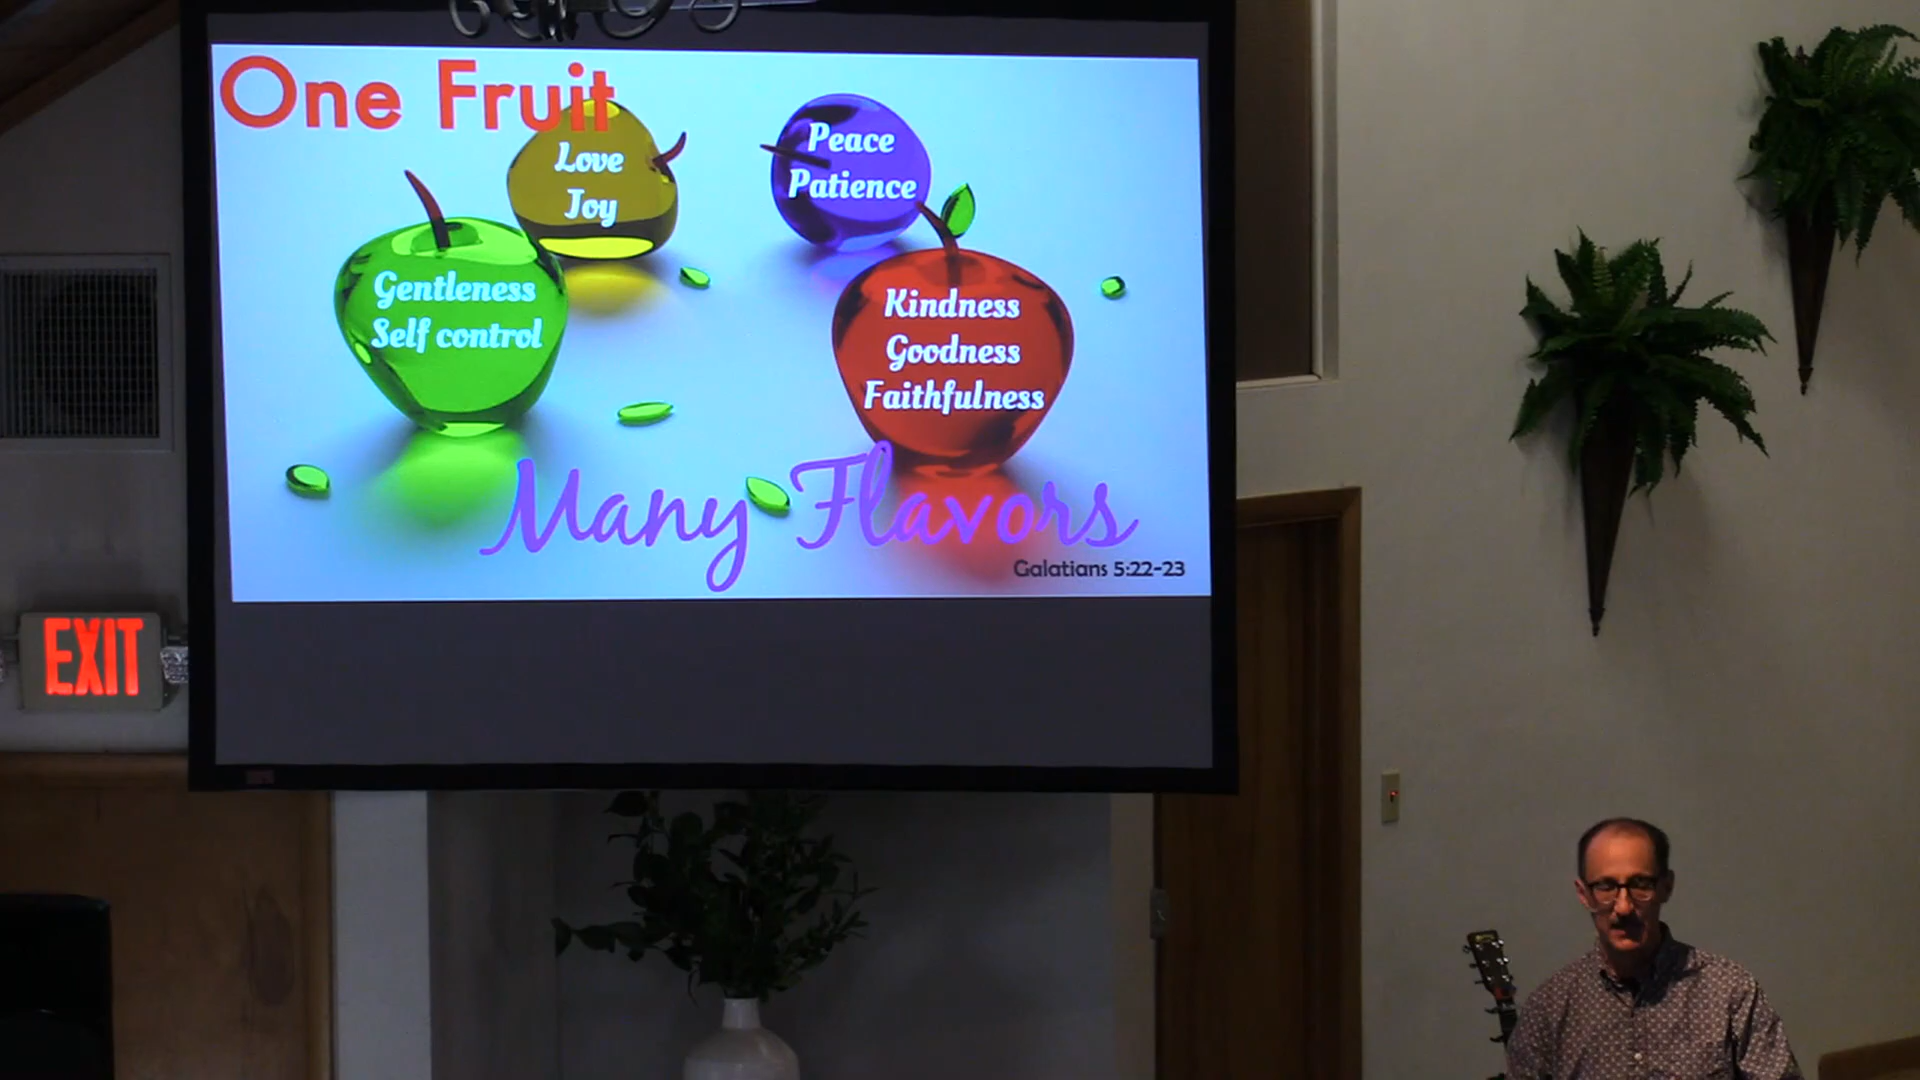 One Fruit
Love
Joy
Peace
Patience
Gentleness
Self control
Kindness
Goodness
Faithfulness
Many Flavors
Galatians 5:22-23
EXIT